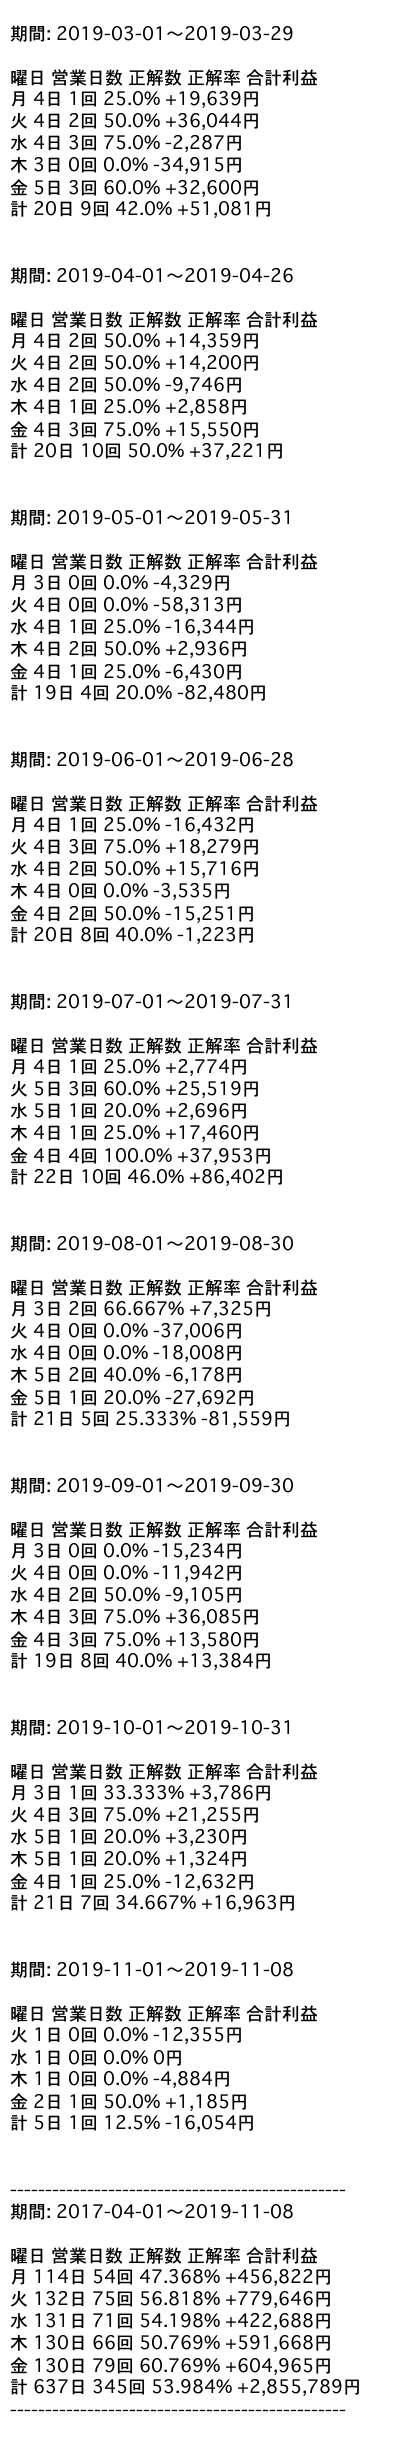 期間: 2019-03-01～2019-03-29
曜日 営業日数 正解数 正解率 合計利益
月 4日 1回 25.0% +19,639円
火 4日 2回 50.0% +36,044円
水 4日 3回 75.0% -2,287円
木 3日 0回 0.0% -34,915円
金 5日 3回 60.0% +32,600円
計 20日 9回 42.0% +51,081円
期間: 2019-04-01～2019-04-26
曜日 営業日数 正解数 正解率 合計利益
月 4日 2回 50.0% +14,359円
火 4日 2回 50.0% +14,200円
水 4日 2回 50.0% -9,746円
木 4日 1回 25.0% +2,858円
金 4日 3回 75.0% +15,550円
計 20日 10回 50.0% +37,221円
期間: 2019-05-01～2019-05-31
曜日 営業日数 正解数 正解率 合計利益
月 3日 0回 0.0% -4,329円
火 4日 0回 0.0% -58,313円
水 4日 1回 25.0% -16,344円
木 4日 2回 50.0% +2,936円
金 4日 1回 25.0% -6,430円
計 19日 4回 20.0% -82,480円
期間: 2019-06-01～2019-06-28
曜日 営業日数 正解数 正解率 合計利益
月 4日 1回 25.0% -16,432円
火 4日 3回 75.0% +18,279円
水 4日 2回 50.0% +15,716円
木 4日 0回 0.0% -3,535円
金 4日 2回 50.0% -15,251円
計 20日 8回 40.0% -1,223円
期間: 2019-07-01～2019-07-31
曜日 営業日数 正解数 正解率 合計利益
月 4日 1回 25.0% +2,774円
火 5日 3回 60.0% +25,519円
水 5日 1回 20.0% +2,696円
木 4日 1回 25.0% +17,460円
金 4日 4回 100.0% +37,953円
計 22日 10回 46.0% +86,402円
期間: 2019-08-01～2019-08-30
曜日 営業日数 正解数 正解率 合計利益
月 3日 2回 66.667% +7,325円
火 4日 0回 0.0% -37,006円
水 4日 0回 0.0% -18,008円
木 5日 2回 40.0% -6,178円
金 5日 1回 20.0% -27,692円
計 21日 5回 25.333% -81,559円
期間: 2019-09-01～2019-09-30
曜日 営業日数 正解数 正解率 合計利益
月 3日 0回 0.0% -15,234円
火 4日 0回 0.0% -11,942円
水 4日 2回 50.0% -9,105円
木 4日 3回 75.0% +36,085円
金 4日 3回 75.0% +13,580円
計 19日 8回 40.0% +13,384円
期間: 2019-10-01～2019-10-31
曜日 営業日数 正解数 正解率 合計利益
月 3日 1回 33.333% +3,786円
火 4日 3回 75.0% +21,255円
水 5日 1回 20.0% +3,230円
木 5日 1回 20.0% +1,324円
金 4日 1回 25.0% -12,632円
計 21日 7回 34.667% +16,963円
期間: 2019-11-01～2019-11-08
曜日 営業日数 正解数 正解率 合計利益
火 1日 0回 0.0% -12,355円
水 1日 0回 0.0% 0円
木 1日 0回 0.0% -4,884円
金 2日 1回 50.0% +1,185円
計 5日 1回 12.5% -16,054円
------------------------------------------------
期間: 2017-04-01～2019-11-08
曜日 営業日数 正解数 正解率 合計利益
月 114日 54回 47.368% +456,822円
火 132日 75回 56.818% +779,646円
水 131日 71回 54.198% +422,688円
木 130日 66回 50.769% +591,668円
金 130日 79回 60.769% +604,965円
計 637日 345回 53.984% +2,855,789円
------------------------------------------------